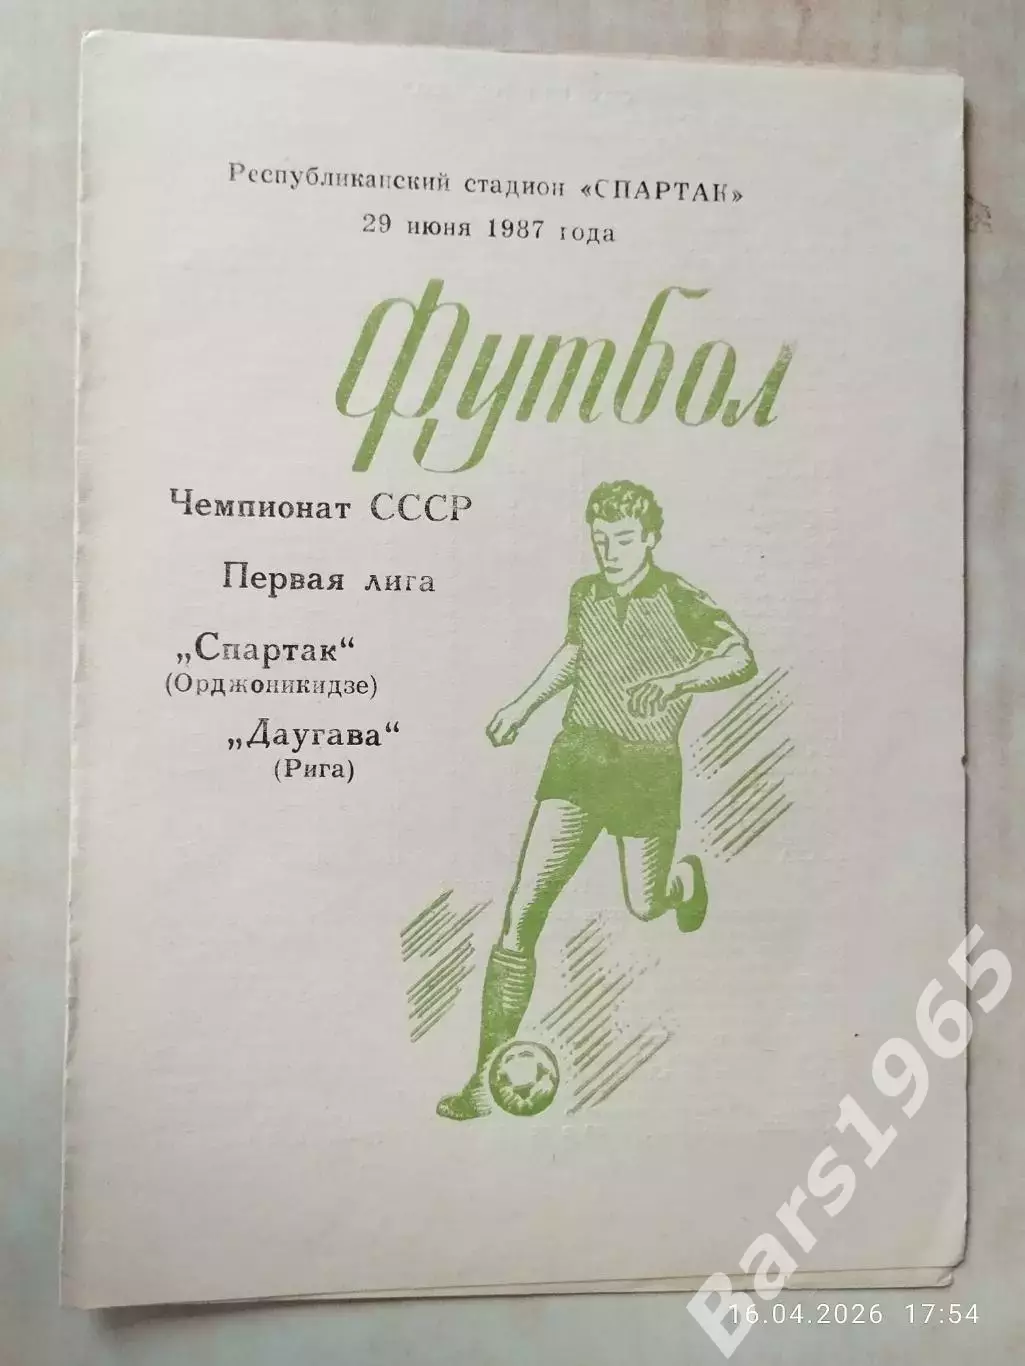 Республиканский стадион «СПАРТАК»
29 июня 1987 года
Футбол
Чемпионат СССР
Первая лига
„Спартак“
(Орджоникидзе)
„Даугава“
(Рига)
Bars1965
16.04.2026 17:54